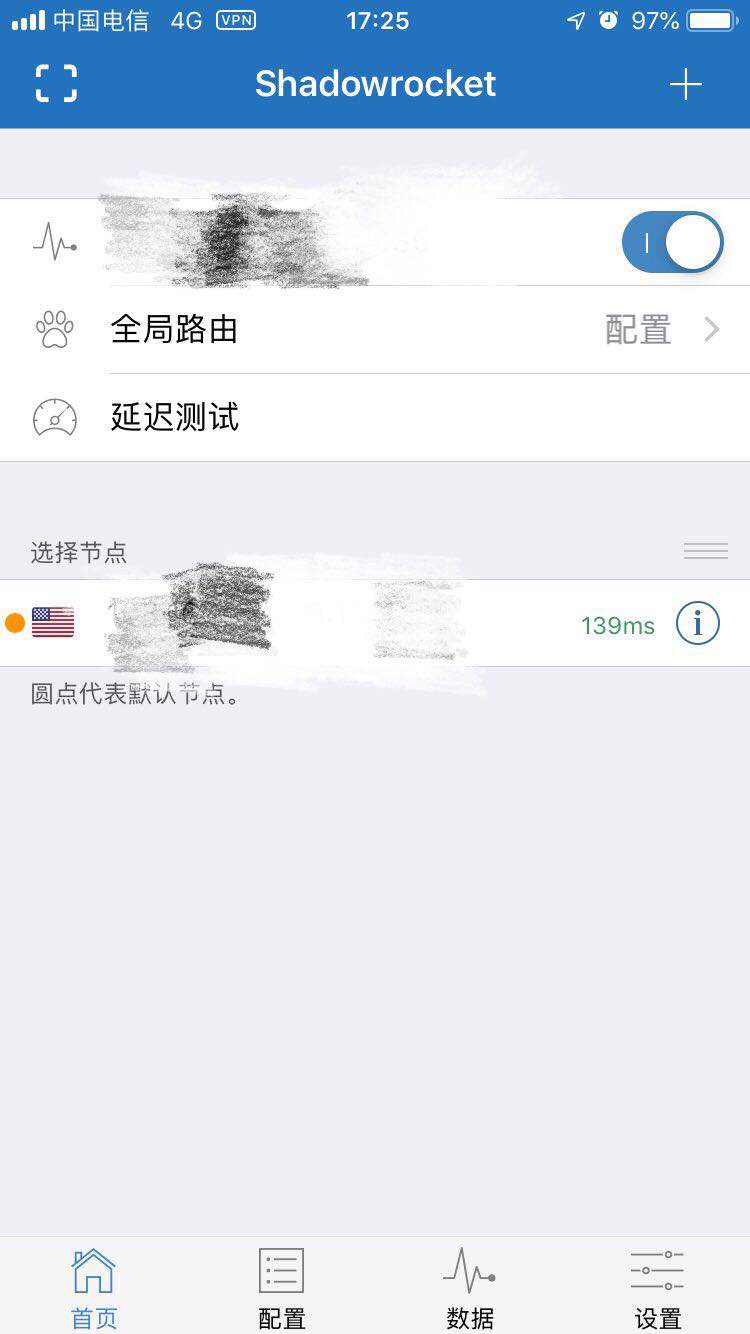 中国电信 4G VPN 17:25 97%
Shadowrocket
全局路由 配置
延迟测试
选择节点
139ms
圆点代表默认节点。
首页 配置 数据 设置